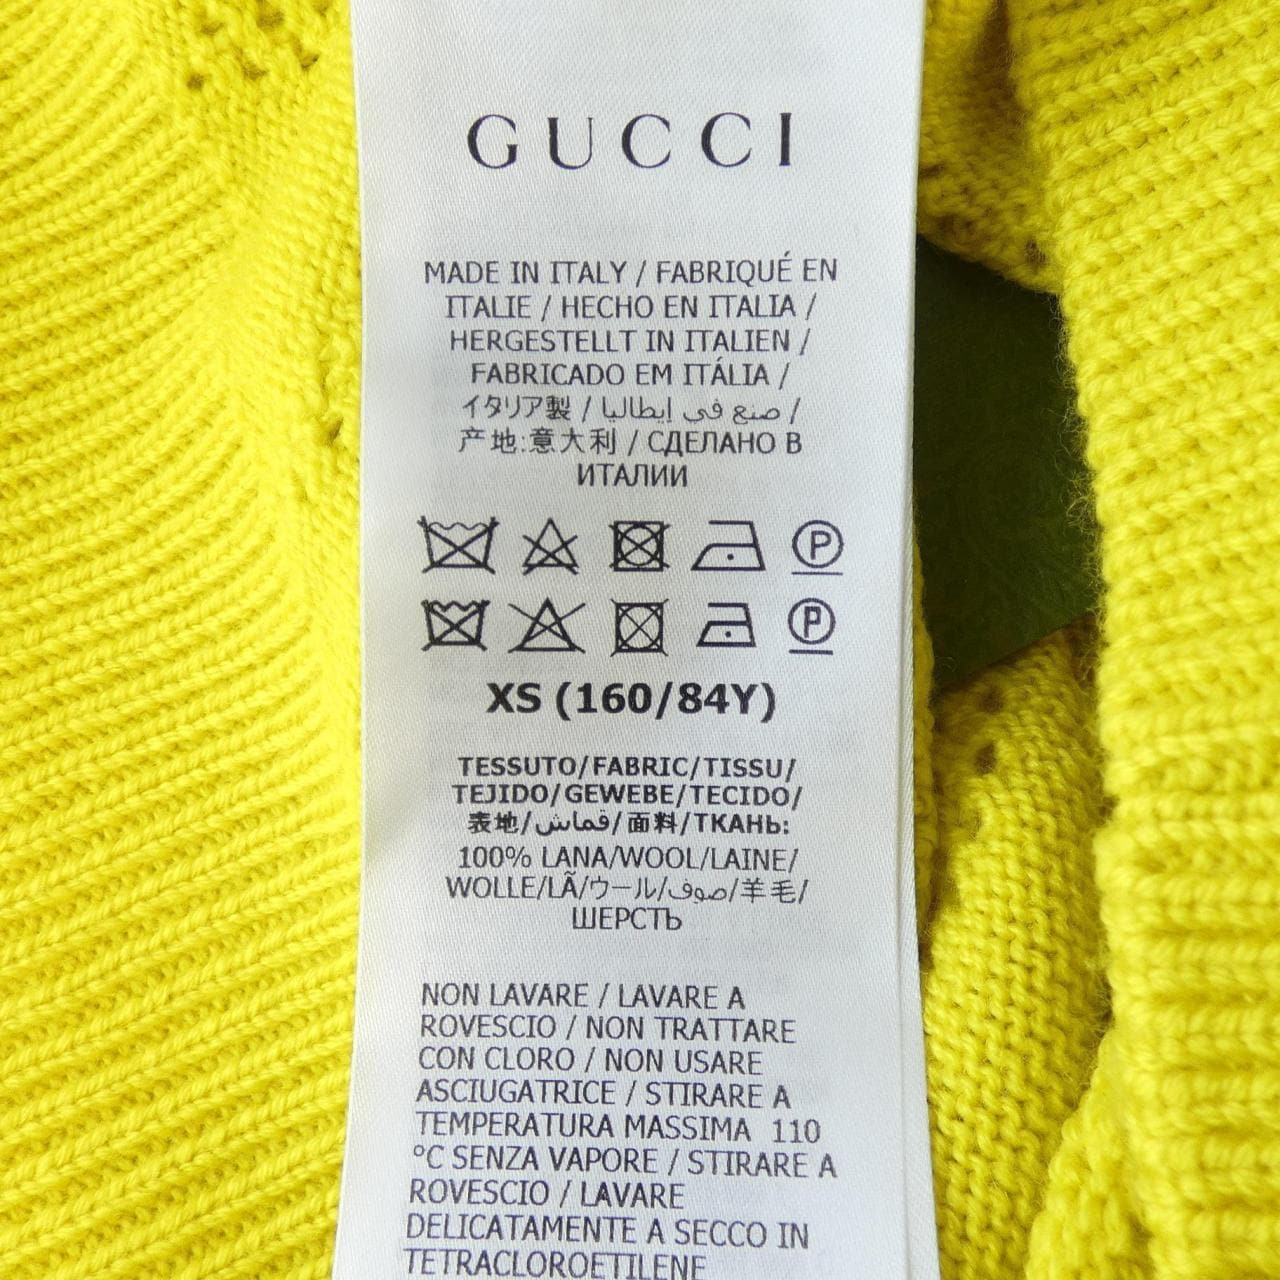 GUCCI
MADE IN ITALY / FABRIQUÉ EN
ITALIE / HECHO EN ITALIA /
HERGESTELLT IN ITALIEN /
FABRICADO EM ITÁLIA /
イタリア製 / صنع في إيطاليا /
产地:意大利 / СДЕЛАНО В
ИТАЛИИ
P
P
XS (160/84Y)
TESSUTO/FABRIC/TISSU/
TEJIDO/GEWEBE/TECIDO/
表地/قماش/面料/ТКАНЬ:
100% LANA/WOOL/LAINE/
WOLLE/LÃ/ウール/صوف/羊毛/
ШЕРСТЬ
NON LAVARE / LAVARE A
ROVESCIO / NON TRATTARE
CON CLORO / NON USARE
ASCIUGATRICE / STIRARE A
TEMPERATURA MASSIMA 110
°C SENZA VAPORE / STIRARE A
ROVESCIO / LAVARE
DELICATAMENTE A SECCO IN
TETRACLOROETILENE